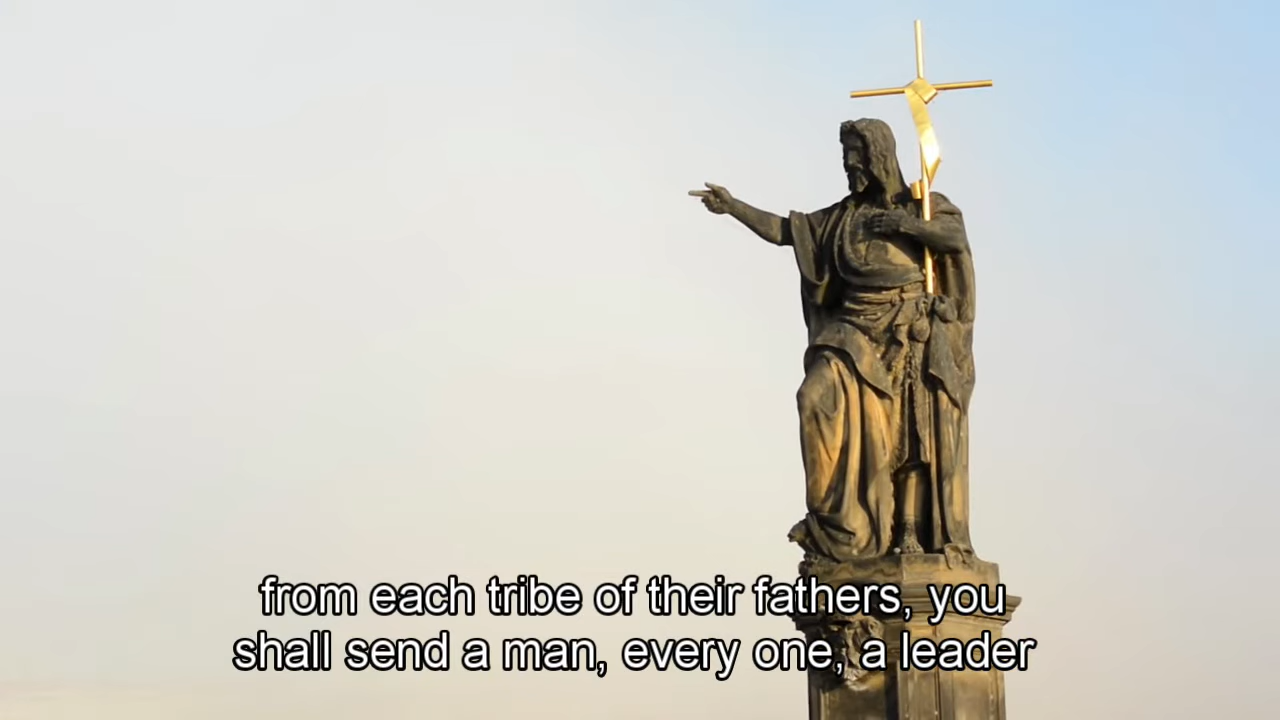 from each tribe of their fathers, you
shall send a man, every one, a leader